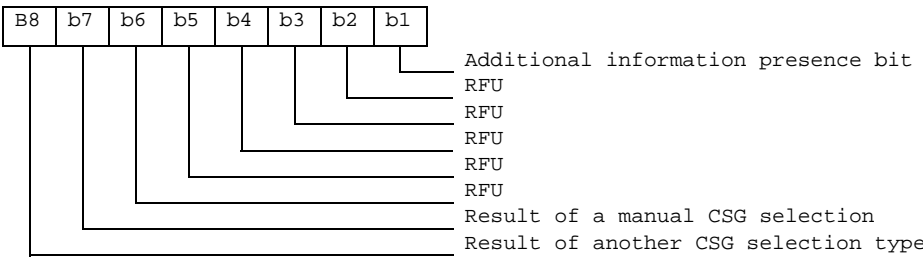 B8 b7 b6 b5 b4 b3 b2 b1
Additional information presence bit
RFU
RFU
RFU
RFU
RFU
Result of a manual CSG selection
Result of another CSG selection type